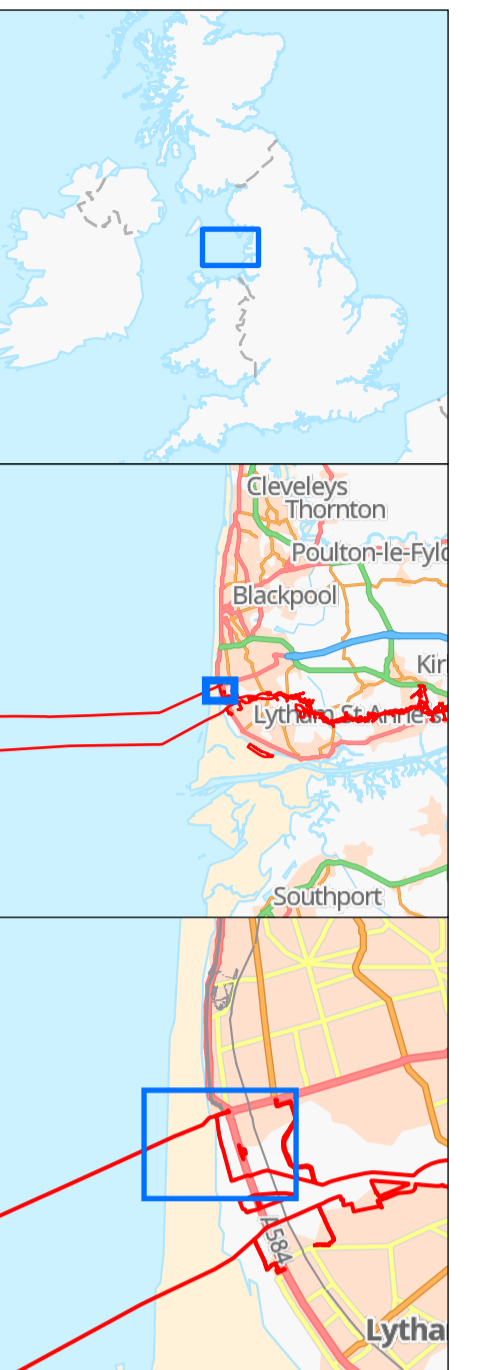 Cleveleys
Thornton
Poulton-le-Fyld
Blackpool
Kir
Lytham St Anne's
Southport
A584
Lytha